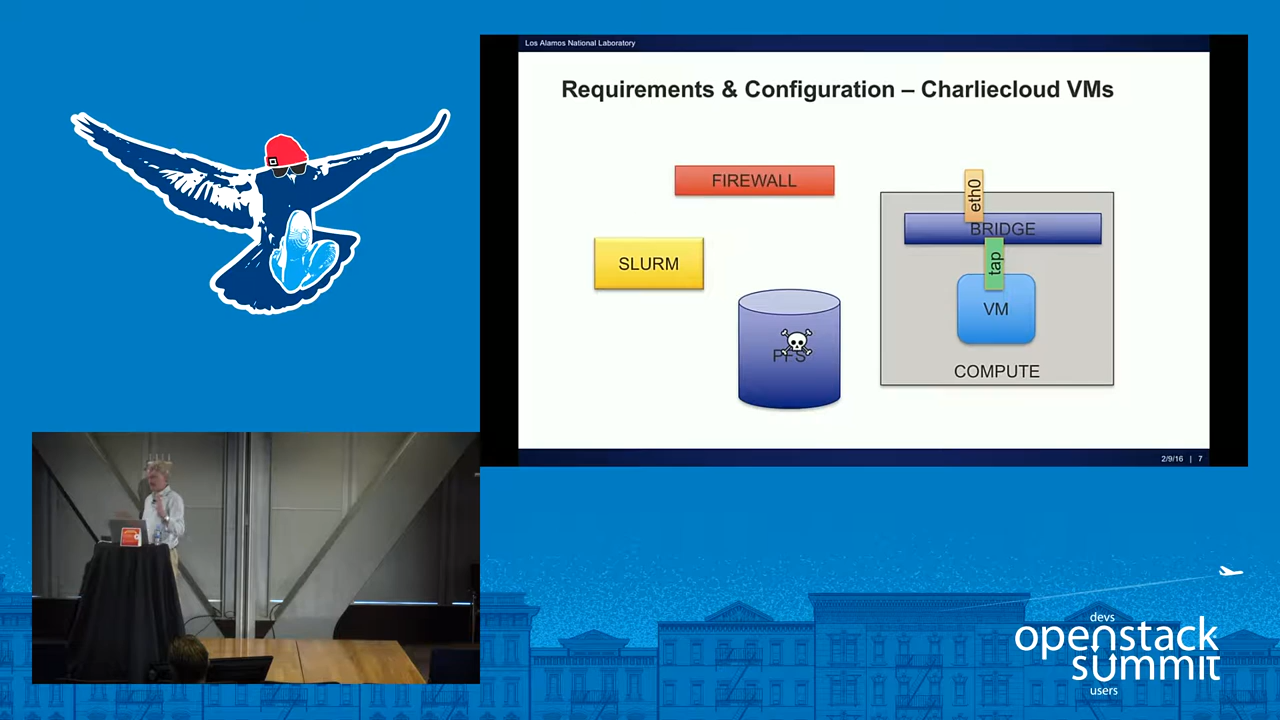 Los Alamos National Laboratory
Requirements & Configuration – Charliecloud VMs
FIREWALL
eth0
BRIDGE
SLURM
tap
VM
PFS
COMPUTE
2/9/16 | 7
devs
openstack
summit
users